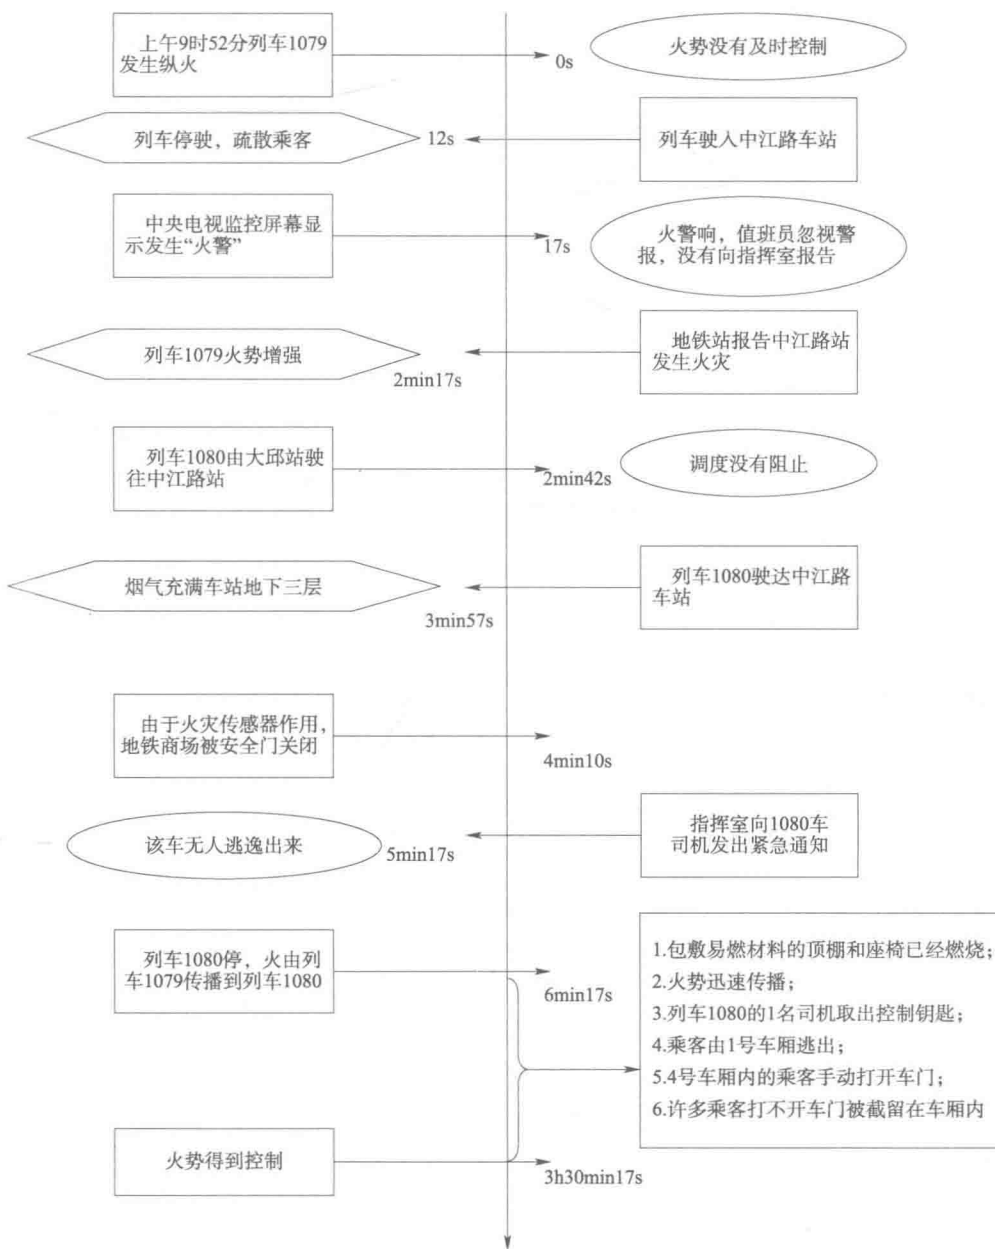 上午9时52分列车1079
发生纵火
0s
火势没有及时控制
列车停驶，疏散乘客
12s
列车驶入中江路车站
中央电视监控屏幕显
示发生“火警”
17s
火警响，值班员忽视警
报，没有向指挥室报告
列车1079火势增强
2min17s
地铁站报告中江路站
发生火灾
列车1080由大邱站驶
往中江路站
2min42s
调度没有阻止
烟气充满车站地下三层
3min57s
列车1080驶达中江路
车站
由于火灾传感器作用，
地铁商场被安全门关闭
4min10s
该车无人逃逸出来
5min17s
指挥室向1080车
司机发出紧急通知
列车1080停，火由列
车1079传播到列车1080
6min17s
1.包敷易燃材料的顶棚和座椅已经燃烧；
2.火势迅速传播；
3.列车1080的1名司机取出控制钥匙；
4.乘客由1号车厢逃出；
5.4号车厢内的乘客手动打开车门；
6.许多乘客打不开车门被截留在车厢内
火势得到控制
3h30min17s